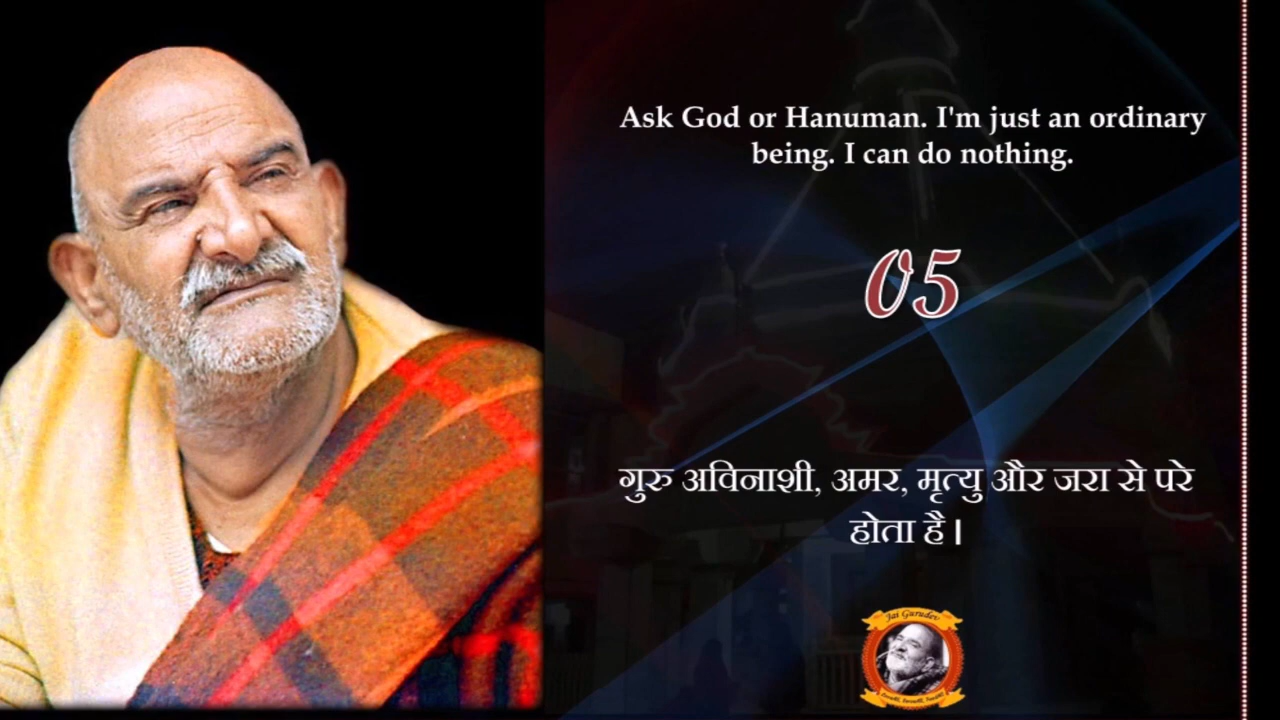 Ask God or Hanuman. I'm just an ordinary
being. I can do nothing.
05
गुरु अविनाशी, अमर, मृत्यु और जरा से परे
होता है।
Jai Gurudev